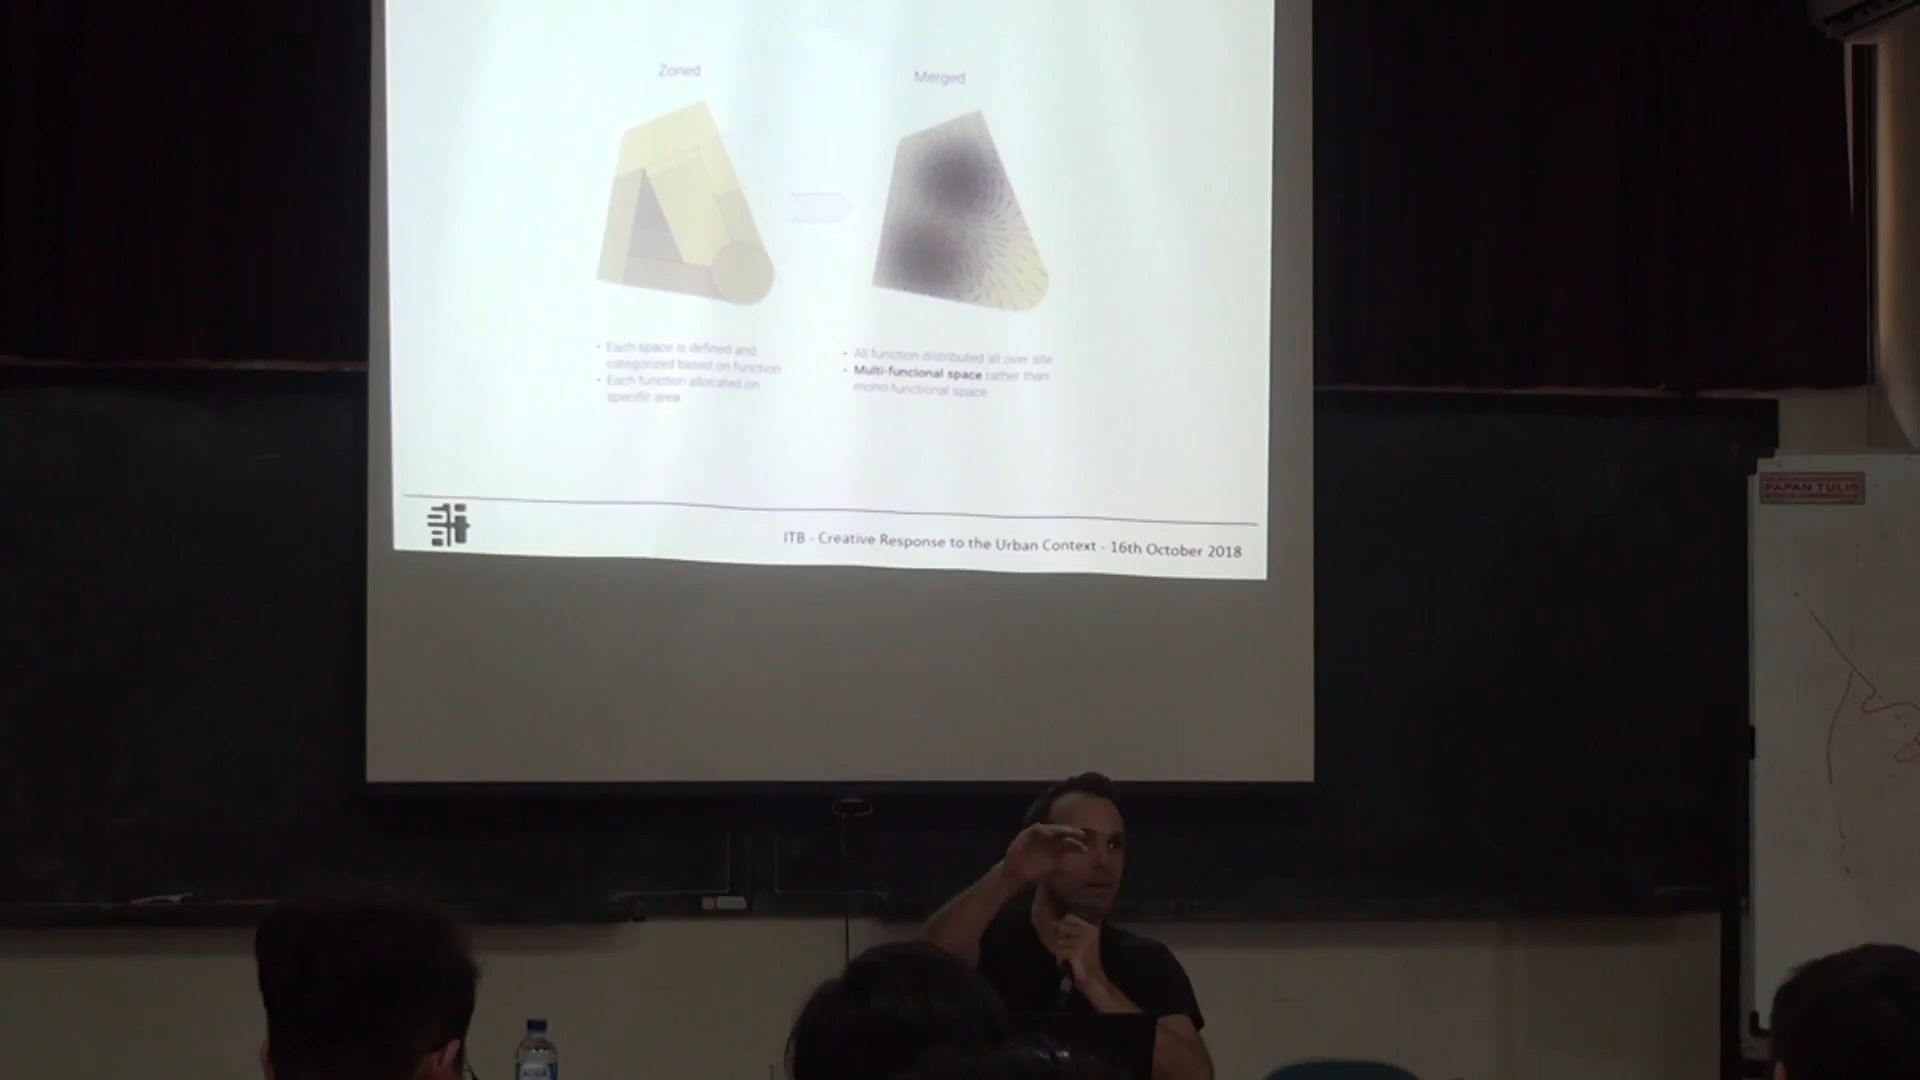 Zoned
Merged
• Each space is defined and
categorized based on function
• Each function allocated on
specific area
• All function distributed all over site
• Multi-funcional space rather than
mono-functional space
ITB - Creative Response to the Urban Context - 16th October 2018
PAPAN TULIS
AQUA